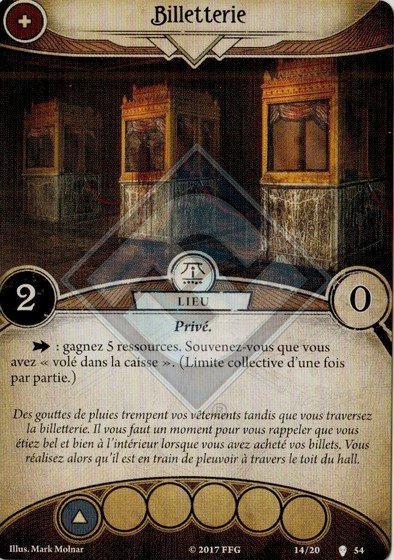 Billetterie
2
LIEU
0
Privé.
: gagnez 5 ressources. Souvenez-vous que vous
avez « volé dans la caisse ». (Limite collective d'une fois
par partie.)
Des gouttes de pluies trempent vos vêtements tandis que vous traversez
la billetterie. Il vous faut un moment pour vous rappeler que vous
étiez bel et bien à l'intérieur lorsque vous avez acheté vos billets. Vous
réalisez alors qu'il est en train de pleuvoir à travers le toit du hall.
Illus. Mark Molnar © 2017 FFG 14/20 54